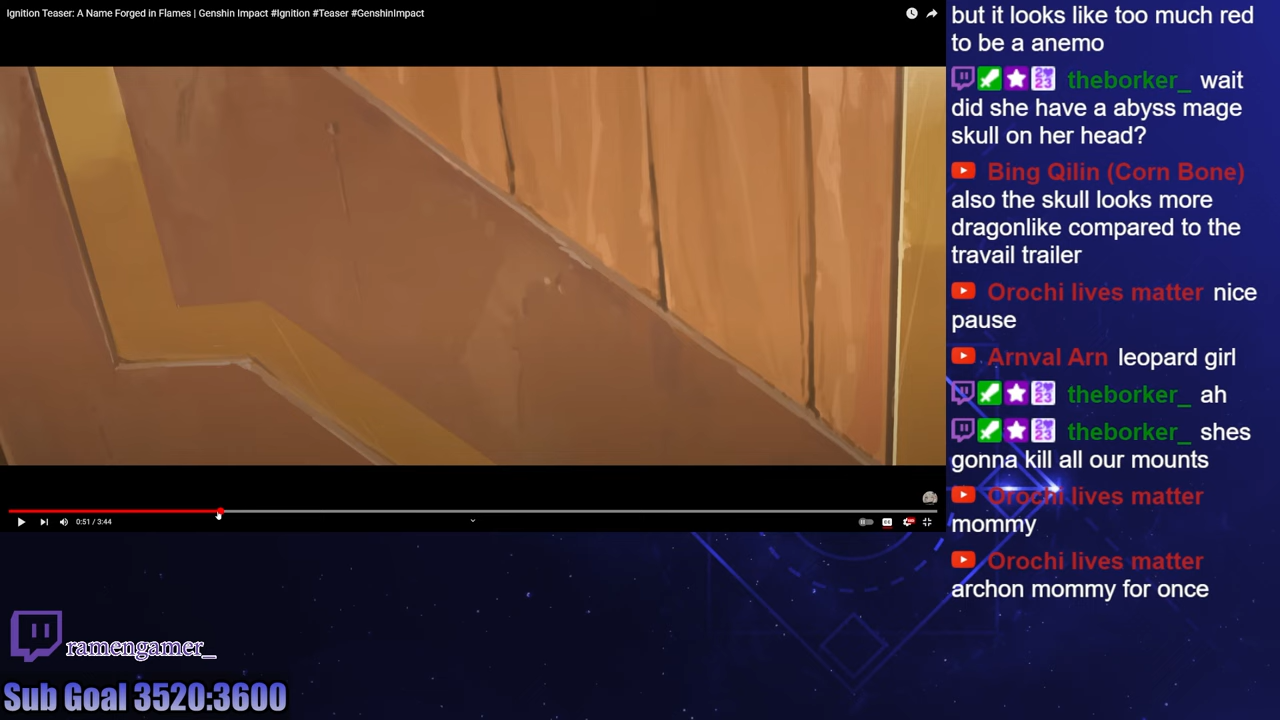 Ignition Teaser: A Name Forged in Flames | Genshin Impact #Ignition #Teaser #GenshinImpact
0:51 / 3:44
but it looks like too much red
to be a anemo
theborker_ wait
did she have a abyss mage
skull on her head?
Bing Qilin (Corn Bone)
also the skull looks more
dragonlike compared to the
travail trailer
Orochi lives matter nice
pause
Arnval Arn leopard girl
theborker_ ah
theborker_ shes
gonna kill all our mounts
Orochi lives matter
mommy
Orochi lives matter
archon mommy for once
ramengamer_
Sub Goal 3520:3600